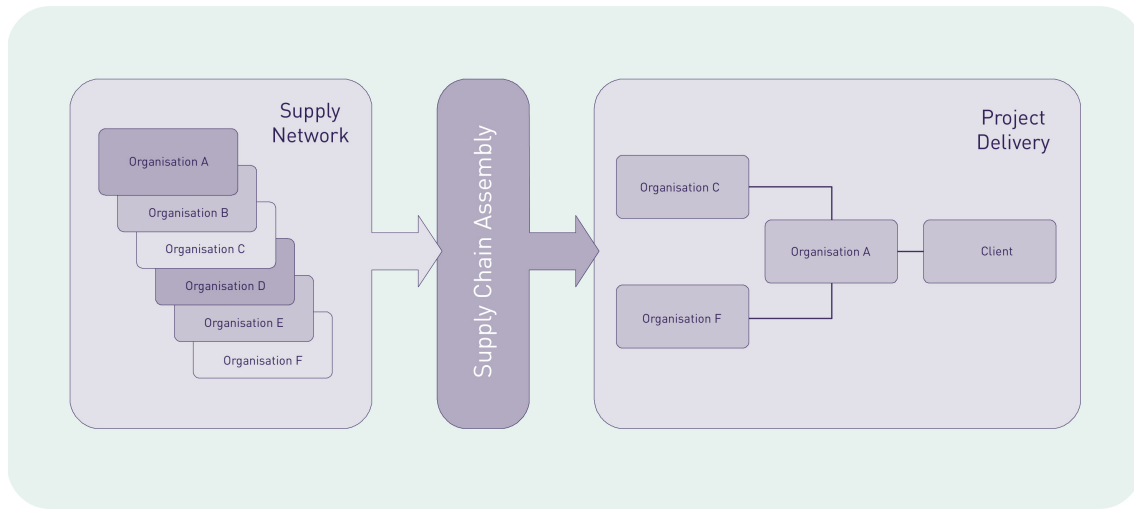 Supply
Network
Organisation A
Organisation B
Organisation C
Organisation D
Organisation E
Organisation F
Supply Chain Assembly
Project
Delivery
Organisation C
Organisation A
Client
Organisation F